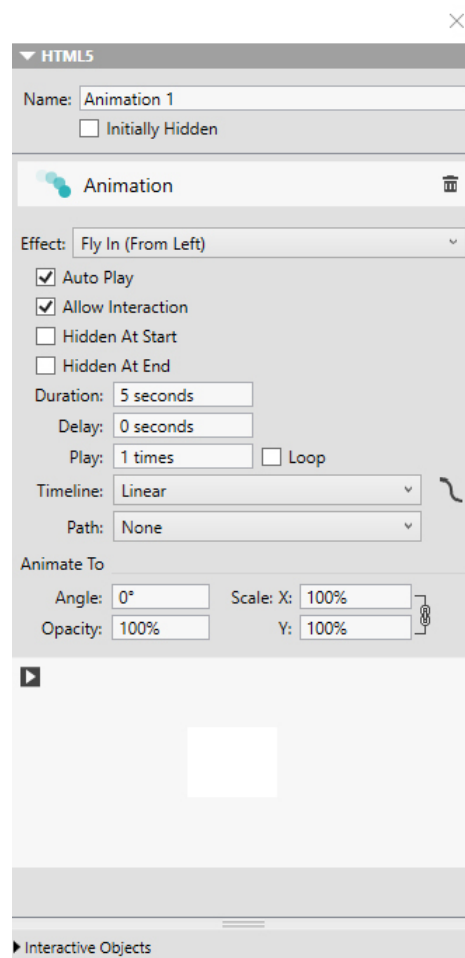 HTML5
Name: Animation 1
Initially Hidden
Animation
Effect: Fly In (From Left)
Auto Play
Allow Interaction
Hidden At Start
Hidden At End
Duration: 5 seconds
Delay: 0 seconds
Play: 1 times Loop
Timeline: Linear
Path: None
Animate To
Angle: 0° Scale: X: 100%
Opacity: 100% Y: 100%
Interactive Objects